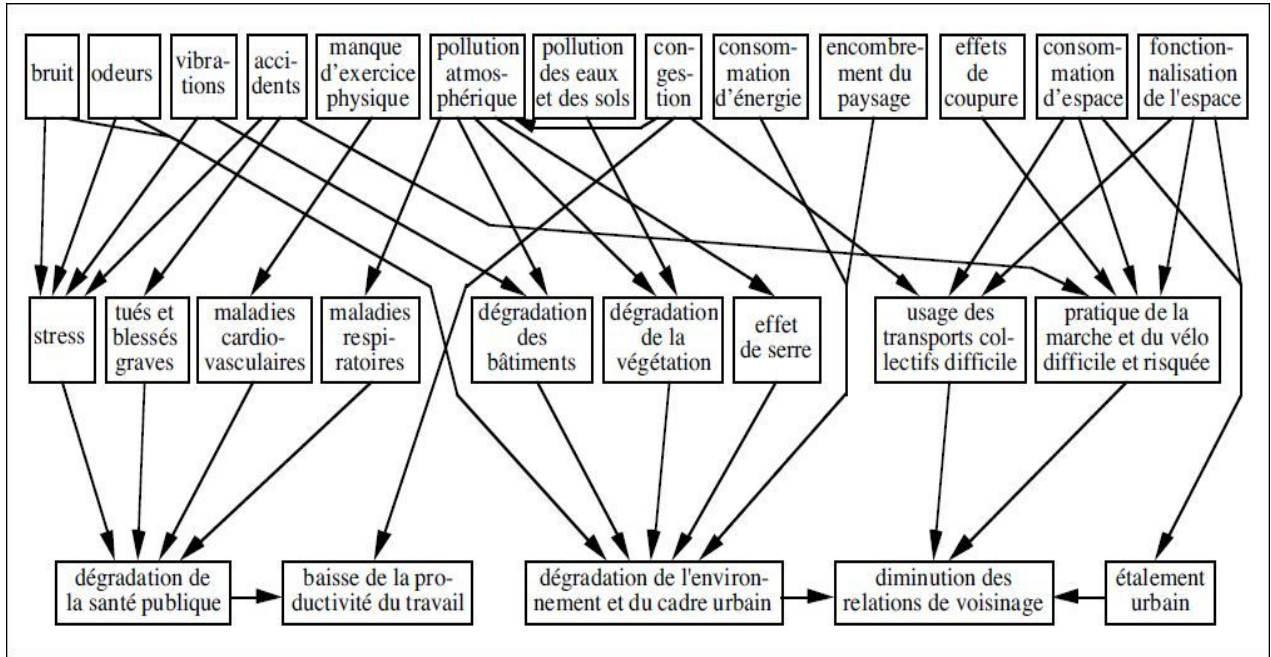 bruit
odeurs
vibra-
tions
acci-
dents
manque
d'exercice
physique
pollution
atmos-
phérique
pollution
des eaux
et des sols
con-
ges-
tion
consom-
mation
d'énergie
encombre-
ment du
paysage
effets
de
coupure
consom-
mation
d'espace
fonction-
nalisation
de l'espace
stress
tués et
blessés
graves
maladies
cardio-
vasculaires
maladies
respi-
ratoires
dégradation
des
bâtiments
dégradation
de la
végétation
effet
de serre
usage des
transports col-
lectifs difficile
pratique de la
marche et du vélo
difficile et risquée
dégradation de
la santé publique
baisse de la pro-
ductivité du travail
dégradation de l'environ-
nement et du cadre urbain
diminution des
relations de voisinage
étalement
urbain